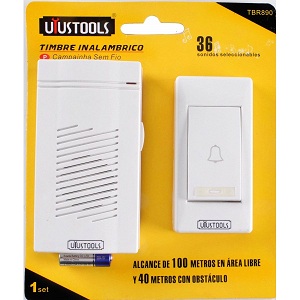 UYUSTOOLS
TBR890
TIMBRE INALAMBRICO
P Campainha Sem Fio
36
sonidos seleccionables
UYUSTOOLS
UYUSTOOLS
ALCANCE DE 100 METROS EN ÁREA LIBRE
Y 40 METROS CON OBSTÁCULO
1 set